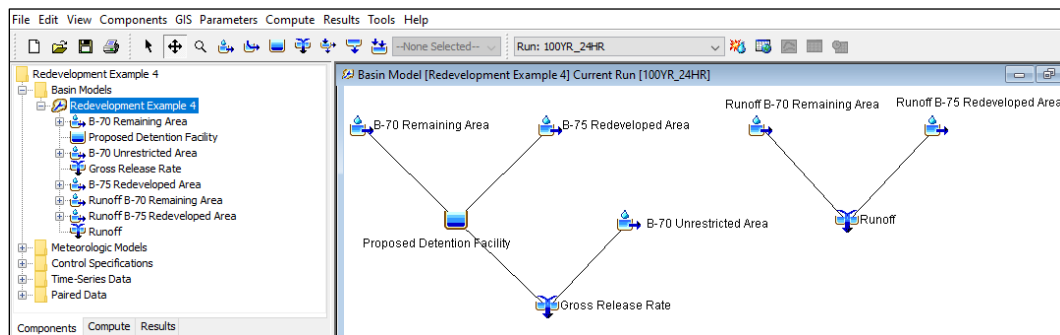 File Edit View Components GIS Parameters Compute Results Tools Help
--None Selected-- Run: 100YR_24HR
Redevelopment Example 4
Basin Models
Redevelopment Example 4
B-70 Remaining Area
Proposed Detention Facility
B-70 Unrestricted Area
Gross Release Rate
B-75 Redeveloped Area
Runoff B-70 Remaining Area
Runoff B-75 Redeveloped Area
Runoff
Meteorologic Models
Control Specifications
Time-Series Data
Paired Data
Components Compute Results
Basin Model [Redevelopment Example 4] Current Run [100YR_24HR]
Runoff B-70 Remaining Area Runoff B-75 Redeveloped Area
B-70 Remaining Area B-75 Redeveloped Area
Proposed Detention Facility B-70 Unrestricted Area Runoff
Gross Release Rate